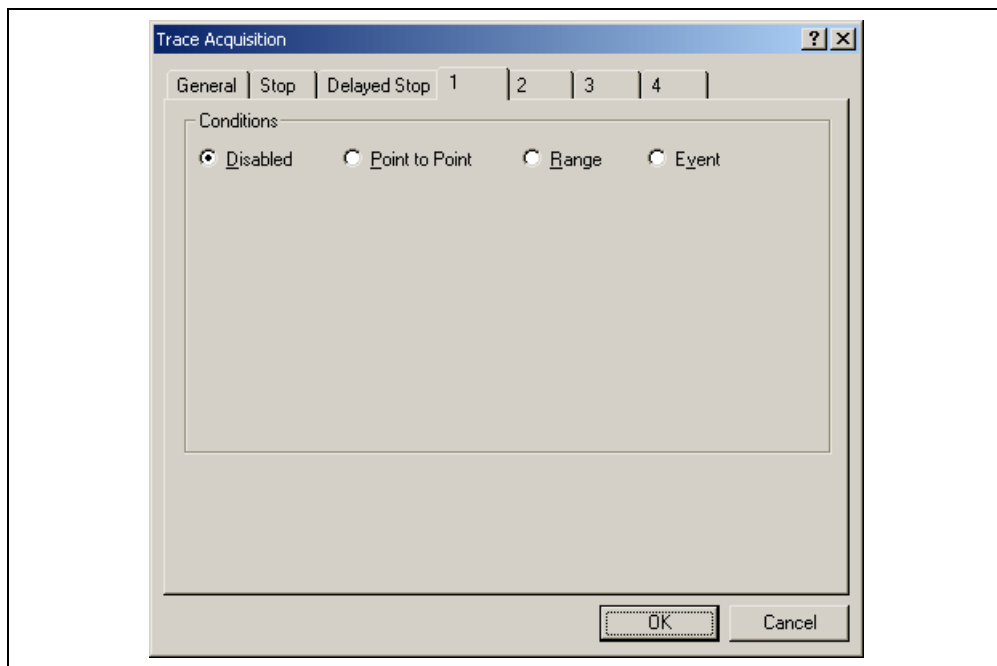 Trace Acquisition
General Stop Delayed Stop 1 2 3 4
Conditions
Disabled Point to Point Range Event
OK Cancel